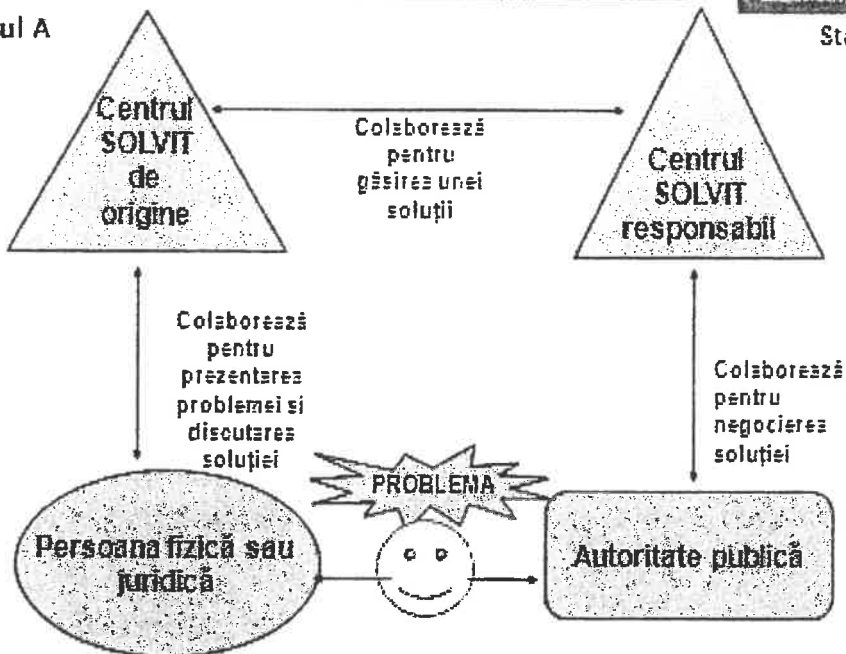 ul A
Sta
Centrul
SOLVIT
de
origine
Colaborează
pentru
găsirea unei
soluții
Centrul
SOLVIT
responsabil
Colaborează
pentru
prezentarea
problemei si
discutarea
soluției
Colaborează
pentru
negocierea
soluției
PROBLEMA
Persoana fizică sau
juridică
Autoritate publică